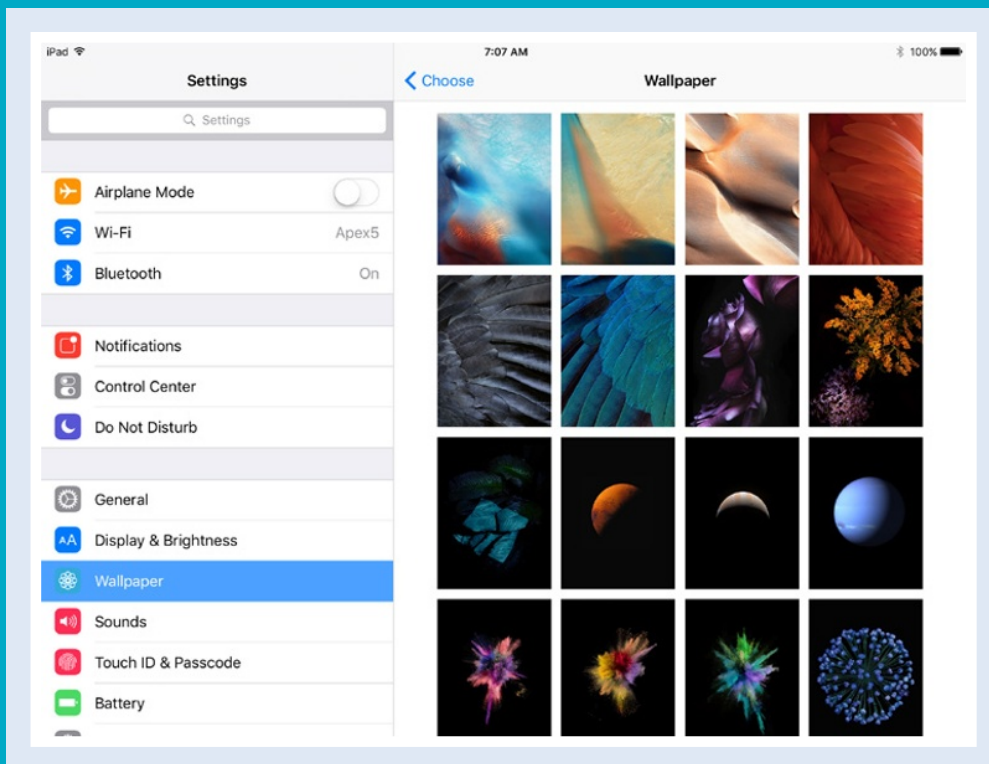 iPad 7:07 AM 100%
Settings
Choose Wallpaper
Settings
Airplane Mode
Wi-Fi Apex5
Bluetooth On
Notifications
Control Center
Do Not Disturb
General
AA Display & Brightness
Wallpaper
Sounds
Touch ID & Passcode
Battery